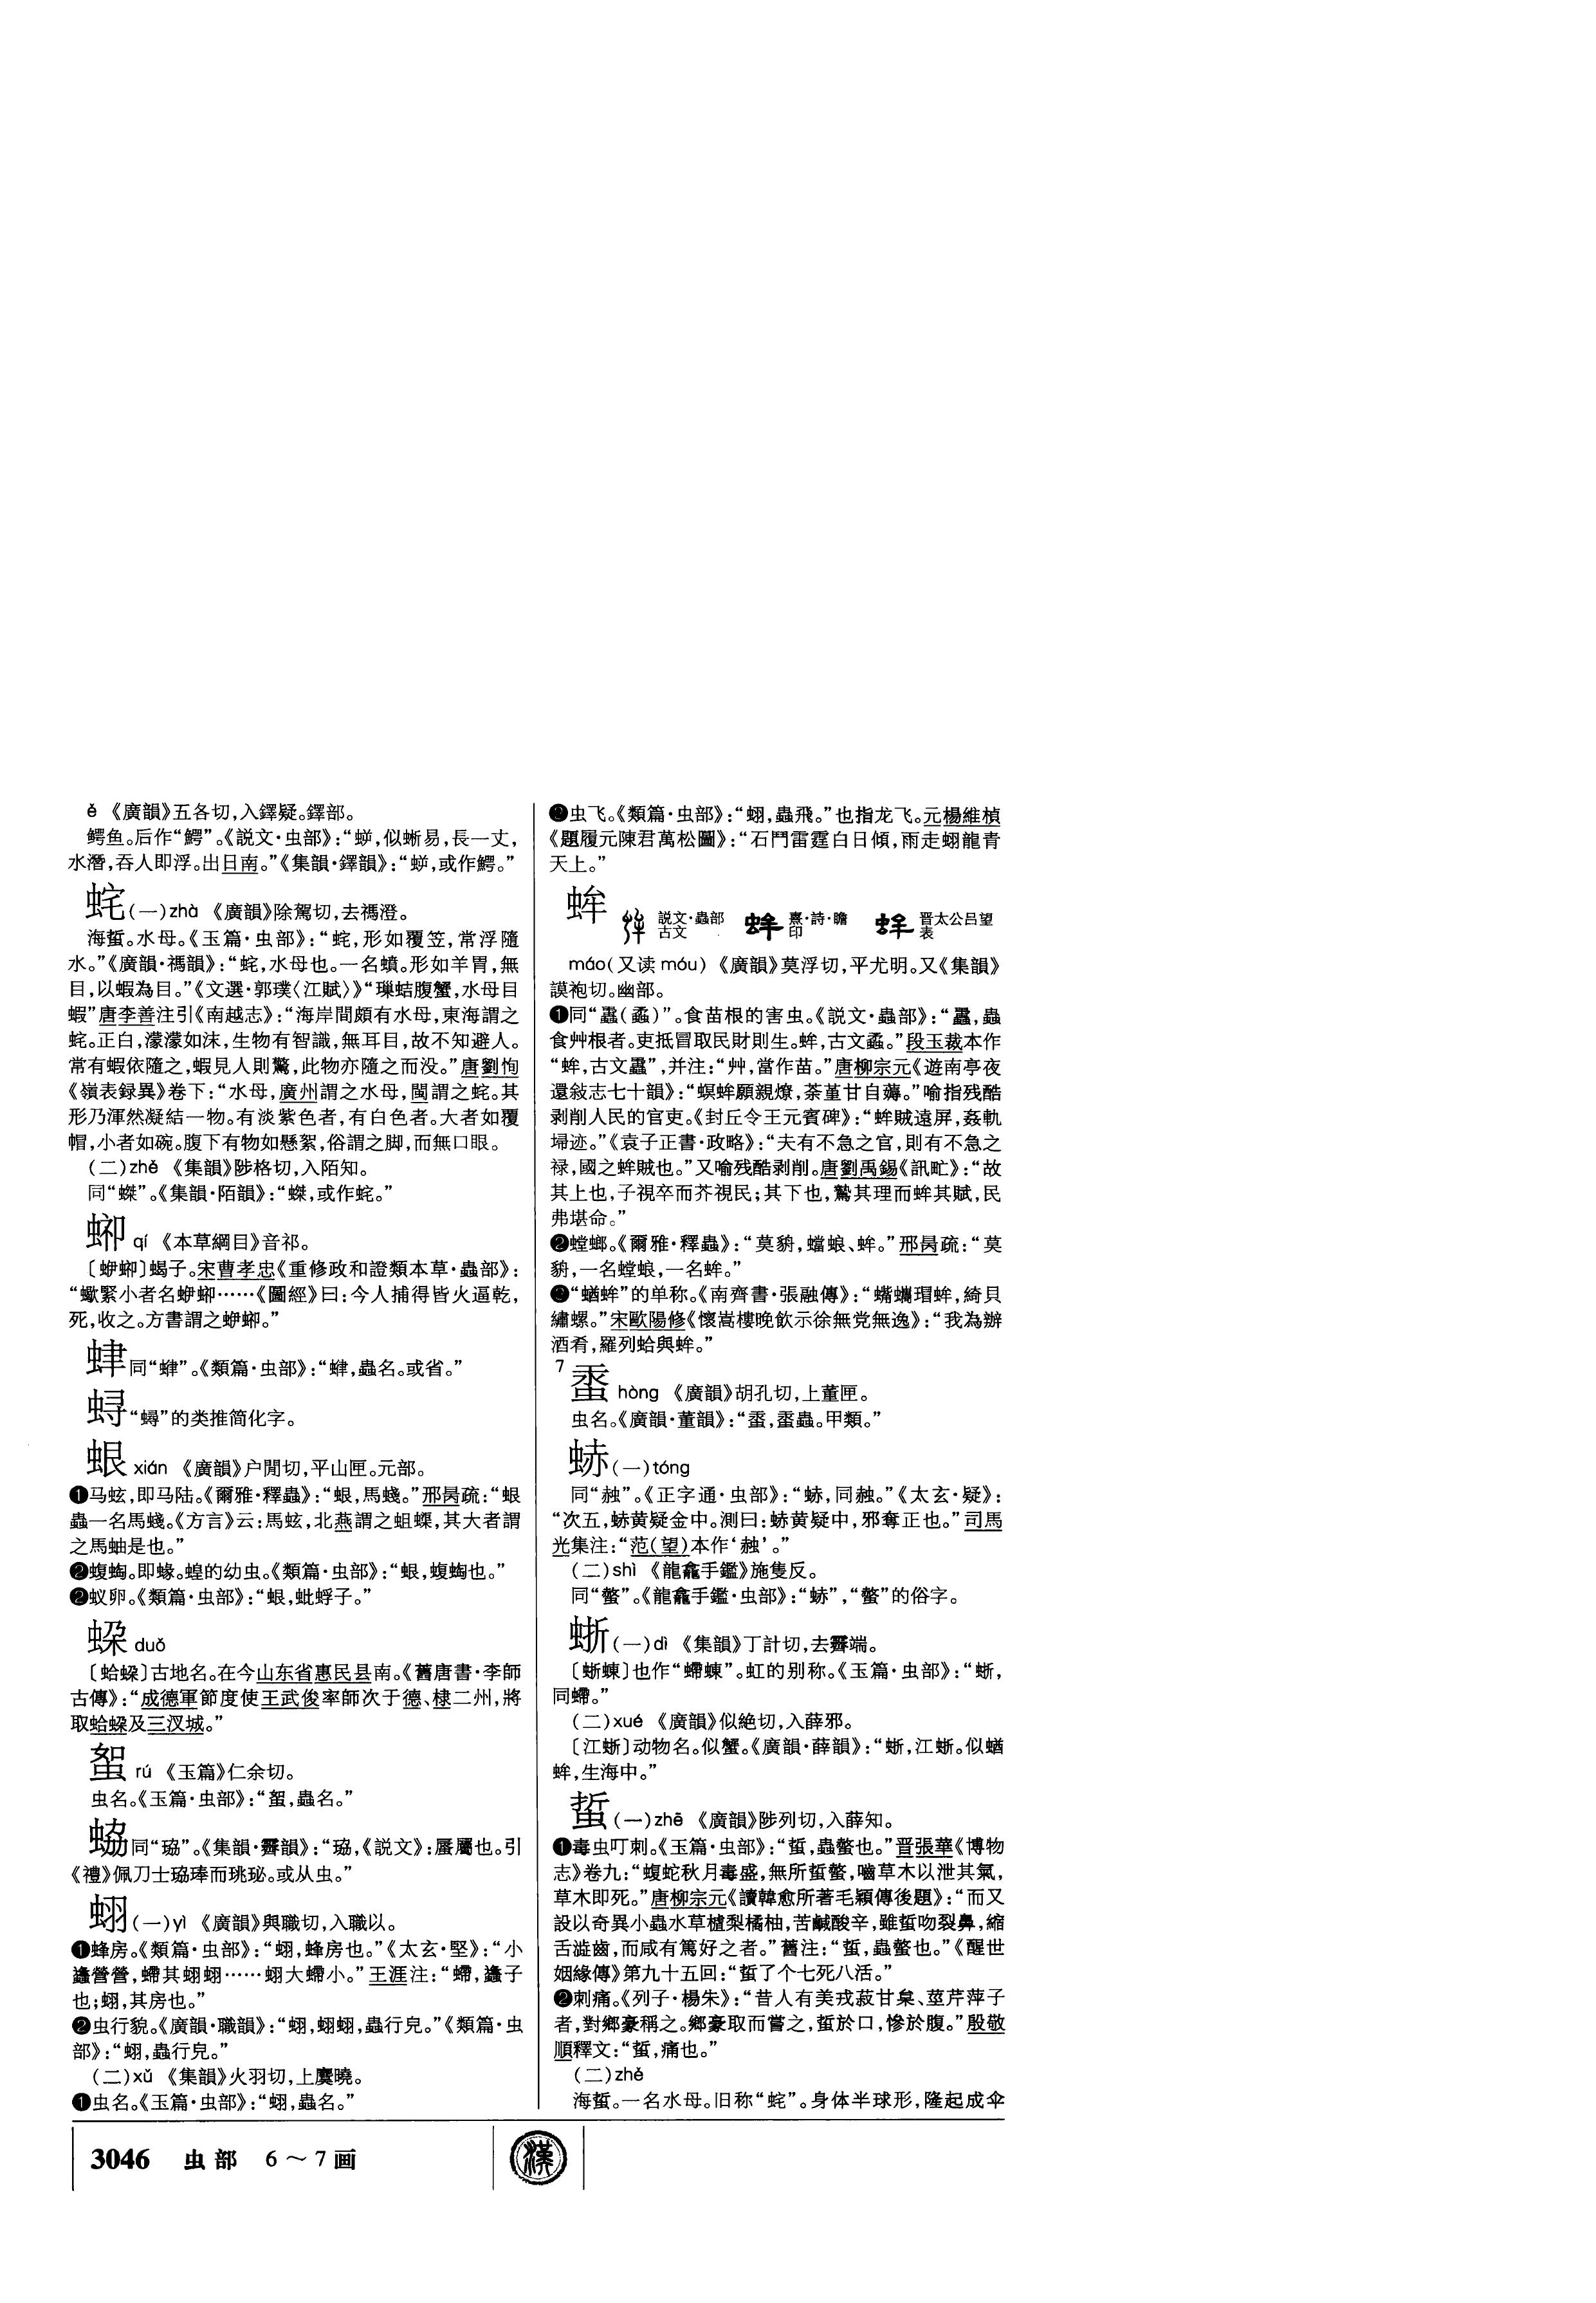 è 《廣韻》五各切，入鐸疑。鐸部。
鳄鱼。后作“鰐”。《説文·虫部》：“䖸，似蜥易，長一丈，
水潛，吞人即浮。出日南。”《集韻·鐸韻》：“䖸，或作鰐。”
䖳(一)zhà 《廣韻》除駕切，去禡澄。
海蜇。水母。《玉篇·虫部》：“䖳，形如覆笠，常浮隨
水。”《廣韻·禡韻》：“䖳，水母也。一名蟦。形如羊胃，無
目，以蝦為目。”《文選·郭璞〈江賦〉》“璅蛣腹蟹，水母目
蝦”唐李善注引《南越志》：“海岸間頗有水母，東海謂之
䖳。正白，濛濛如沫，生物有智識，無耳目，故不知避人。
常有蝦依隨之，蝦見人則驚，此物亦隨之而没。”唐劉恂
《嶺表録異》卷下：“水母，廣州謂之水母，閩謂之䖳。其
形乃渾然凝結一物。有淡紫色者，有白色者。大者如覆
帽，小者如碗。腹下有物如懸絮，俗謂之脚，而無口眼。
(二)zhě 《集韻》陟格切，入陌知。
同“蟝”。《集韻·陌韻》：“蟝，或作䖳。”
qí 《本草綱目》音祁。
蝎子。宋曹孝忠《重修政和證類本草·蟲部》：
“蠍緊小者名……《圖經》曰：今人捕得皆火逼乾，
死，收之。方書謂之。”
同“䗈”。《類篇·虫部》：“䗈，蟲名。或省。”
“蟳”的类推简化字。
蛝 xián 《廣韻》户閒切，平山匣。元部。
❶马蚿，即马陆。《爾雅·釋蟲》：“蛝，馬䗃。”邢昺疏：“蛝
蟲一名馬䗃。《方言》云：馬蚿，北燕謂之蛆蟝，其大者謂
之馬蚰是也。”
❷蝮蜪。即蝝。蝗的幼虫。《類篇·虫部》：“蛝，蝮蜪也。”
❷蚁卵。《類篇·虫部》：“蛝，蚍蜉子。”
duǒ
〔蛤〕古地名。在今山东省惠民县南。《舊唐書·李師
古傳》：“成德軍節度使王武俊率師次于德、棣二州，將
取蛤及三汊城。”
蛪 rú 《玉篇》仁余切。
虫名。《玉篇·虫部》：“，蟲名。”
同“珕”。《集韻·霽韻》：“珕，《説文》：蜃屬也。引
《禮》佩刀士珕琫而珧珌。或从虫。”
蛡(一)yì 《廣韻》與職切，入職以。
❶蜂房。《類篇·虫部》：“蛡，蜂房也。”《太玄·堅》：“小
蠭營營，螮其蛡蛡……蛡大螮小。”王涯注：“螮，蠭子
也；蛡，其房也。”
❷虫行貌。《廣韻·職韻》：“蛡，蛡蛡，蟲行皃。”《類篇·虫
部》：“蛡，蟲行皃。”
(二)xǔ 《集韻》火羽切，上麌曉。
❶虫名。《玉篇·虫部》：“蛡，蟲名。”
❷虫飞。《類篇·虫部》：“蛡，蟲飛。”也指龙飞。元楊維楨
《題履元陳君萬松圖》：“石鬥雷霆白日傾，雨走蛡龍青
天上。”
蛑 説文·蟲部 熹·詩·瞻 晋太公吕望
古文 印 表
máo(又读móu) 《廣韻》莫浮切，平尤明。又《集韻》
謨袍切。幽部。
❶同“蟊(蝥)”。食苗根的害虫。《説文·蟲部》：“蟊，蟲
食艸根者。吏抵冒取民財則生。蛑，古文蝥。”段玉裁本作
“蛑，古文蟊”，并注：“艸，當作苗。”唐柳宗元《遊南亭夜
還敍志七十韻》：“螟蛑願親燎，荼堇甘自薅。”喻指残酷
剥削人民的官吏。《封丘令王元賓碑》：“蛑賊遠屏，姦軌
埽迹。”《袁子正書·政略》：“夫有不急之官，則有不急之
禄，國之蛑賊也。”又喻残酷剥削。唐劉禹錫《訊甿》：“故
其上也，子視卒而芥視民；其下也，鷙其理而蛑其賦，民
弗堪命。”
❷螳螂。《爾雅·釋蟲》：“莫貈，蟷蜋、蛑。”邢昺疏：“莫
貈，一名螳蜋，一名蛑。”
❸“蝤蛑”的单称。《南齊書·張融傳》：“蟕蠵瑁蛑，綺貝
繡螺。”宋歐陽修《懷嵩樓晚飲示徐無党無逸》：“我為辦
酒肴，羅列蛤與蛑。”
7 hòng 《廣韻》胡孔切，上董匣。
虫名。《廣韻·董韻》：“，蟲。甲類。”
(一)tóng
同“赨”。《正字通·虫部》：“，同赨。”《太玄·疑》：
“次五，黄疑金中。测曰：黄疑中，邪奪正也。”司馬
光集注：“范(望)本作‘赨’。”
(二)shì 《龍龕手鑑》施隻反。
同“螫”。《龍龕手鑑·虫部》：“”，“螫”的俗字。
蜤(一)dì 《集韻》丁計切，去霽端。
〔蝀〕也作“螮蝀”。虹的别称。《玉篇·虫部》：“，
同螮。”
(二)xué 《廣韻》似絶切，入薛邪。
〔江〕动物名。似蟹。《廣韻·薛韻》：“，江。似蝤
蛑，生海中。”
蜇(一)zhē 《廣韻》陟列切，入薛知。
❶毒虫叮刺。《玉篇·虫部》：“蜇，蟲螫也。”晋張華《博物
志》卷九：“蝮蛇秋月毒盛，無所蜇螫，嚙草木以泄其氣，
草木即死。”唐柳宗元《讀韓愈所著毛穎傳後題》：“而又
設以奇異小蟲水草樝梨橘柚，苦鹹酸辛，雖蜇吻裂鼻，縮
舌澁齒，而咸有篤好之者。”舊注：“蜇，蟲螫也。”《醒世
姻緣傳》第九十五回：“蜇了个七死八活。”
❷刺痛。《列子·楊朱》：“昔人有美戎菽甘枲、莖芹萍子
者，對鄉豪稱之。鄉豪取而嘗之，蜇於口，慘於腹。”殷敬
順釋文：“蜇，痛也。”
(二)zhě
海蜇。一名水母。旧称“䖳”。身体半球形，隆起成伞
3046 虫部 6～7画 漢